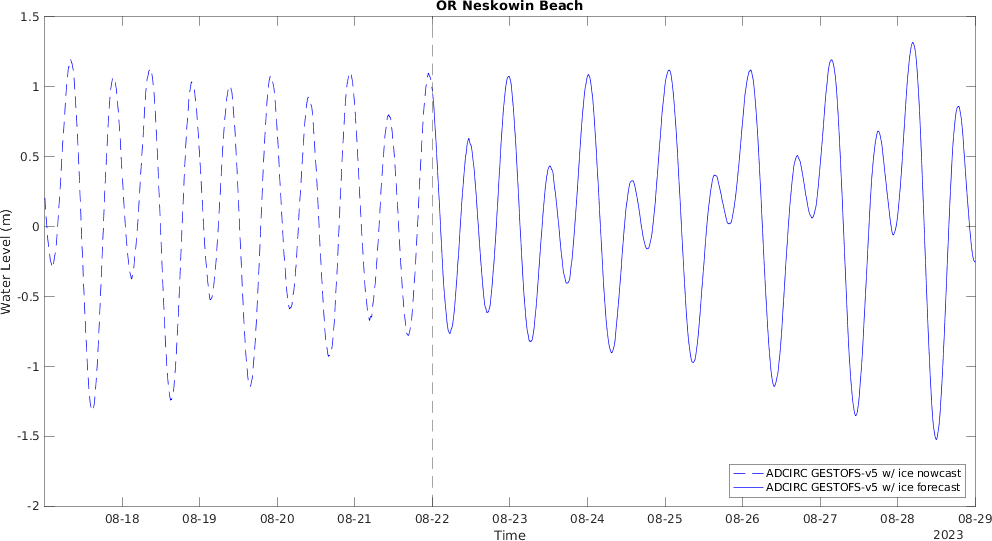 OR Neskowin Beach
1.5
1
0.5
0
-0.5
-1
-1.5
-2
Water Level (m)
08-18 08-19 08-20 08-21 08-22 08-23 08-24 08-25 08-26 08-27 08-28 08-29
Time
2023
ADCIRC GESTOFS-v5 w/ ice nowcast
ADCIRC GESTOFS-v5 w/ ice forecast